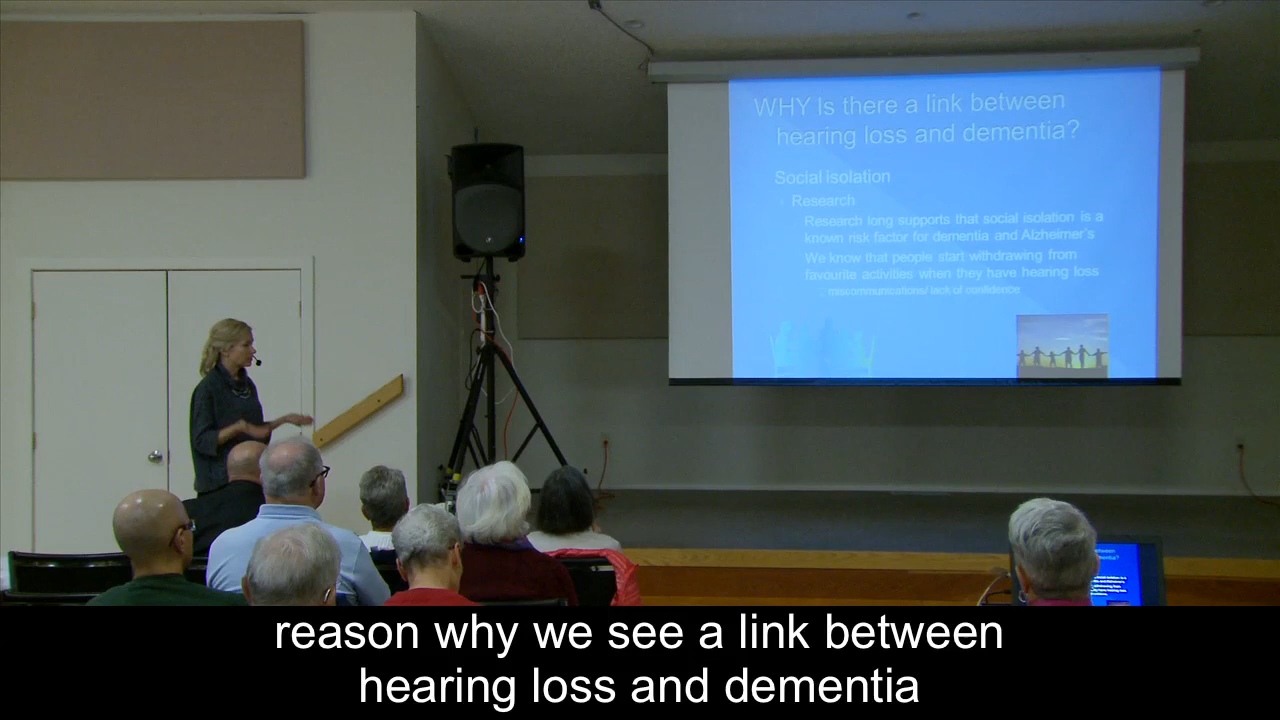 WHY Is there a link between
hearing loss and dementia?
Social isolation
Research
Research long supports that social isolation is a
known risk factor for dementia and Alzheimer's
We know that people start withdrawing from
favourite activities when they have hearing loss
miscommunications/ lack of confidence
reason why we see a link between
hearing loss and dementia